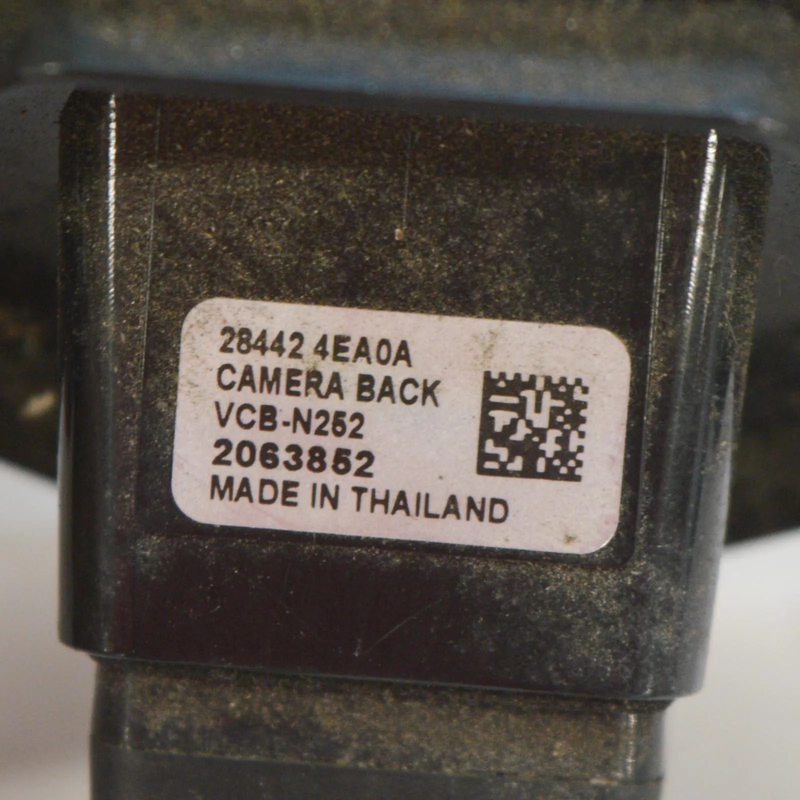 28442 4EA0A
CAMERA BACK
VCB-N252
2063852
MADE IN THAILAND